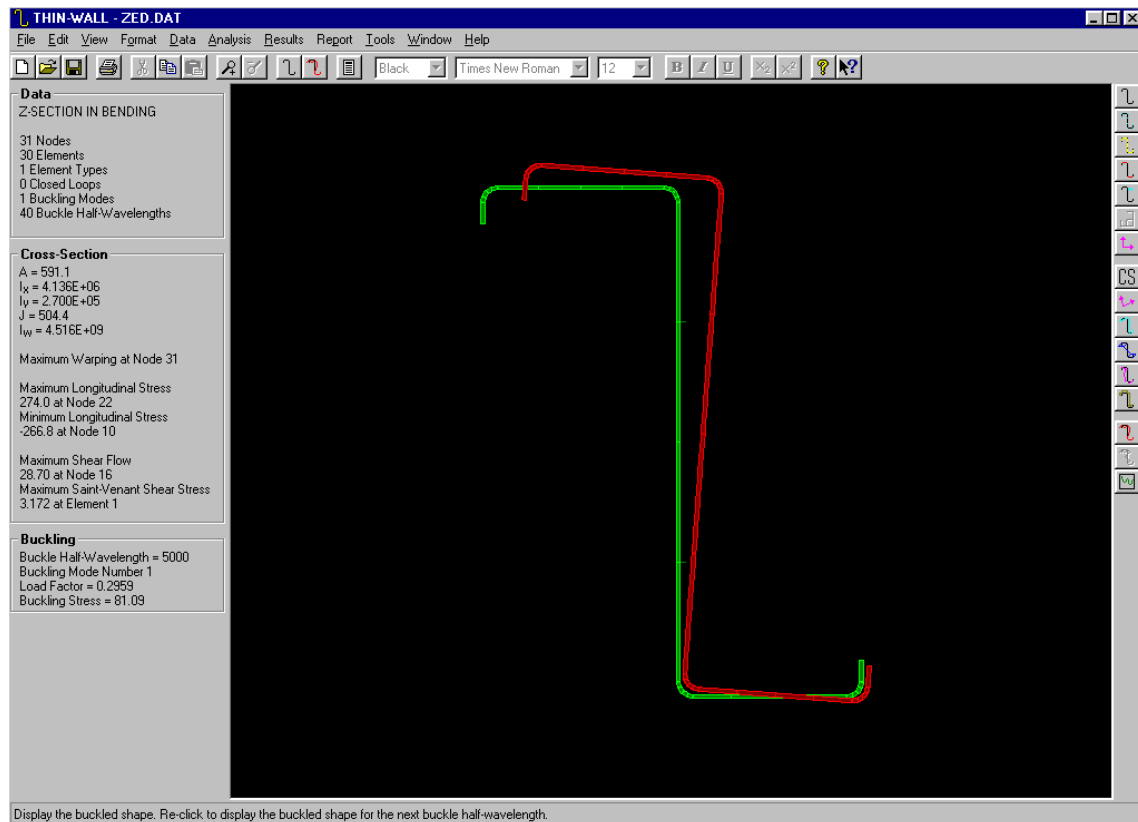 THIN-WALL - ZED.DAT
File Edit View Format Data Analysis Results Report Tools Window Help
Black Times New Roman 12 B I U X₂ x²
Data
Z-SECTION IN BENDING
31 Nodes
30 Elements
1 Element Types
0 Closed Loops
1 Buckling Modes
40 Buckle Half-Wavelengths
Cross-Section
A = 591.1
Ix = 4.136E+06
Iy = 2.700E+05
J = 504.4
Iw = 4.516E+09
Maximum Warping at Node 31
Maximum Longitudinal Stress
274.0 at Node 22
Minimum Longitudinal Stress
-266.8 at Node 10
Maximum Shear Flow
28.70 at Node 16
Maximum Saint-Venant Shear Stress
3.172 at Element 1
Buckling
Buckle Half-Wavelength = 5000
Buckling Mode Number 1
Load Factor = 0.2959
Buckling Stress = 81.09
CS
Display the buckled shape. Re-click to display the buckled shape for the next buckle half-wavelength.